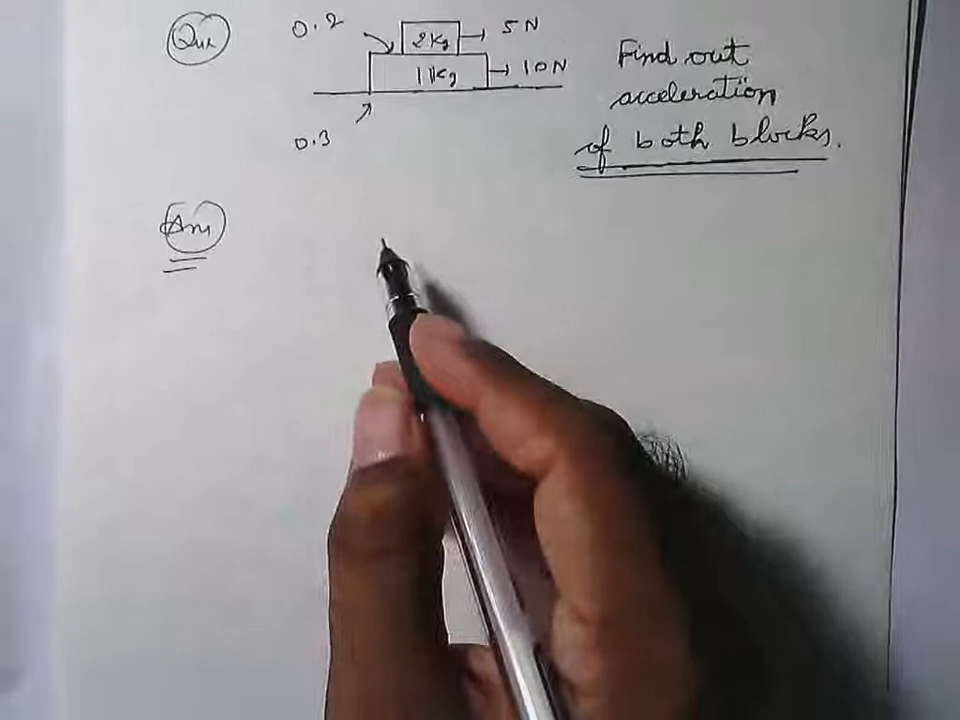 Que
0.2
2Kg
5N
1Kg
10N
0.3
Find out
acceleration
of both blocks.
Ans